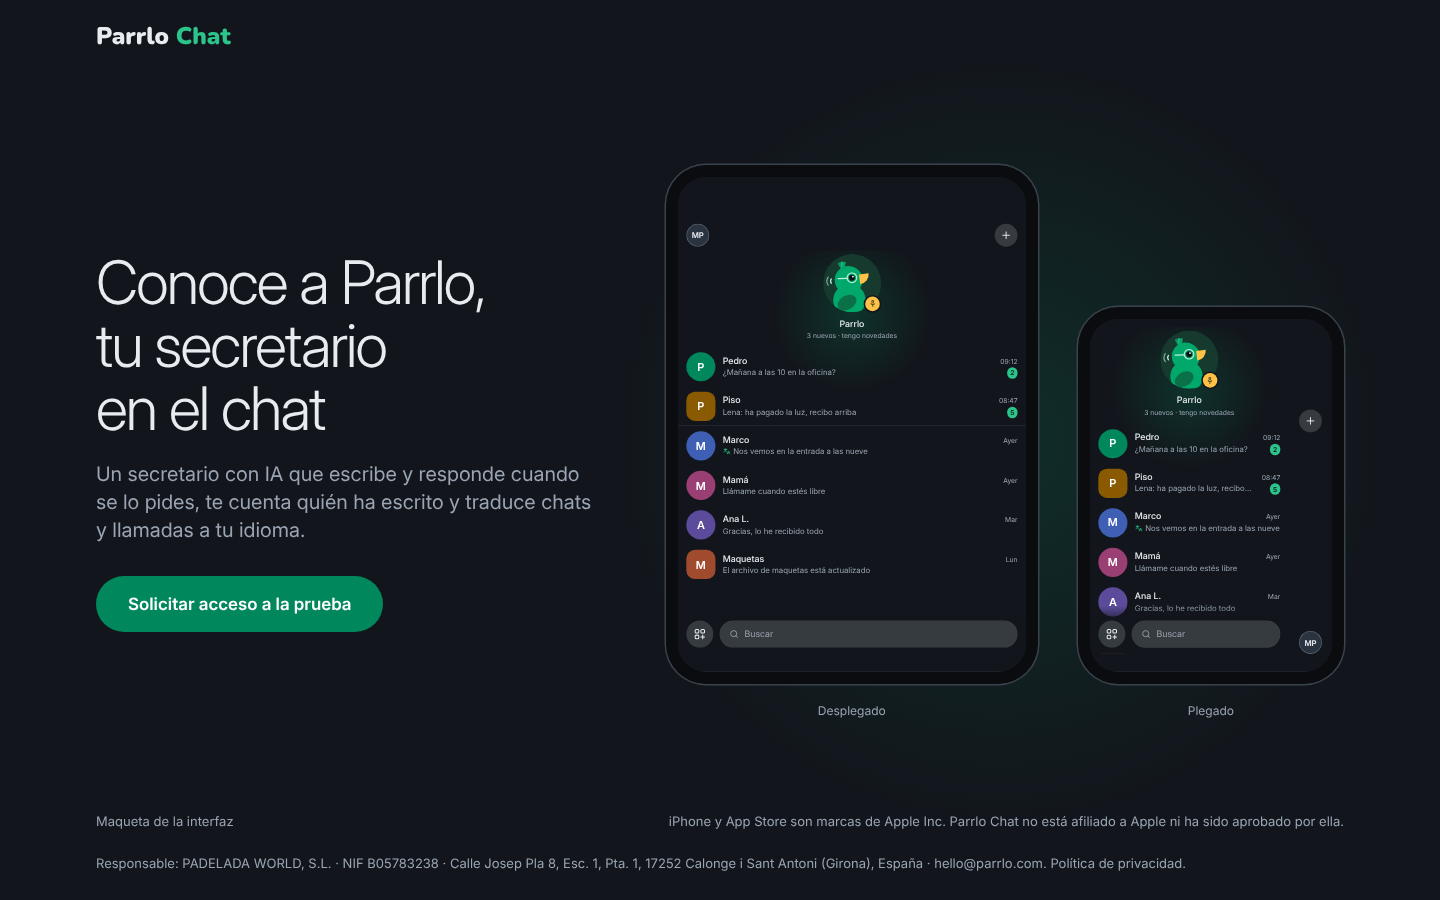 Parrlo Chat
Conoce a Parrlo,
tu secretario
en el chat
Un secretario con IA que escribe y responde cuando
se lo pides, te cuenta quién ha escrito y traduce chats
y llamadas a tu idioma.
Solicitar acceso a la prueba
MP
Parrlo
3 nuevos · tengo novedades
P
Pedro
09:12
¿Mañana a las 10 en la oficina?
2
P
Piso
08:47
Lena: ha pagado la luz, recibo arriba
5
M
Marco
Ayer
Nos vemos en la entrada a las nueve
M
Mamá
Ayer
Llámame cuando estés libre
A
Ana L.
Mar
Gracias, lo he recibido todo
M
Maquetas
Lun
El archivo de maquetas está actualizado
Buscar
Desplegado
Parrlo
3 nuevos · tengo novedades
P
Pedro
09:12
¿Mañana a las 10 en la oficina?
2
P
Piso
08:47
Lena: ha pagado la luz, recibo...
5
M
Marco
Ayer
Nos vemos en la entrada a las nueve
M
Mamá
Ayer
Llámame cuando estés libre
A
Ana L.
Mar
Gracias, lo he recibido todo
Buscar
MP
Plegado
Maqueta de la interfaz
iPhone y App Store son marcas de Apple Inc. Parrlo Chat no está afiliado a Apple ni ha sido aprobado por ella.
Responsable: PADELADA WORLD, S.L. · NIF B05783238 · Calle Josep Pla 8, Esc. 1, Pta. 1, 17252 Calonge i Sant Antoni (Girona), España · hello@parrlo.com. Política de privacidad.